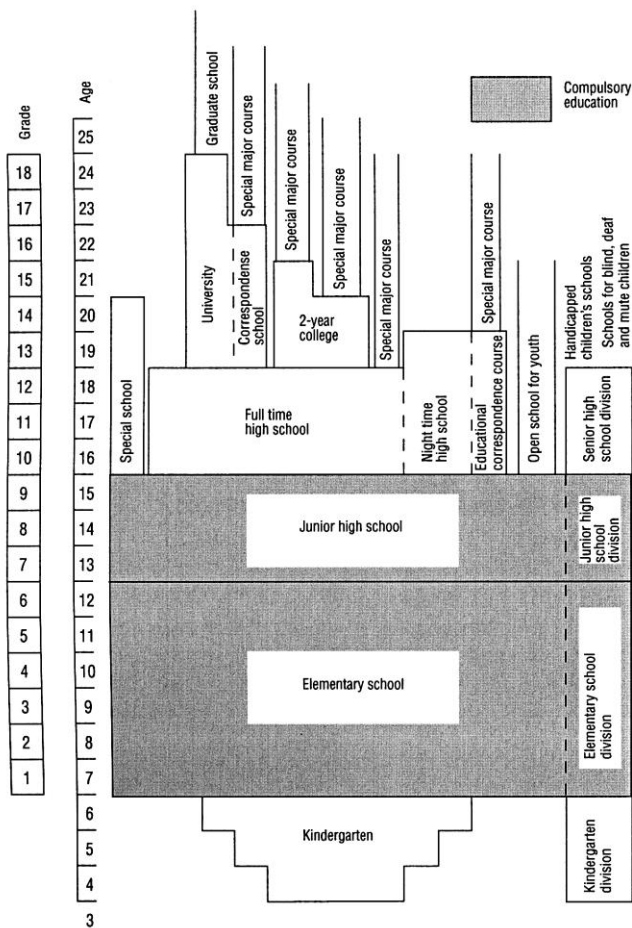 Compulsory
education
Grade
Age
25
18
24
17
23
16
22
15
21
14
20
13
19
12
18
11
17
10
16
9
15
8
14
7
13
6
12
5
11
4
10
3
9
2
8
1
7
6
5
4
3
Graduate school
Special major course
Special major course
Special major course
Special major course
Special major course
University
Correspondense
school
2-year
college
Special school
Full time
high school
Night time
high school
Educational
correspondence course
Open school for youth
Handicapped
children's schools
Schools for blind, deaf
and mute children
Senior high
school division
Junior high school
Junior high
school
division
Elementary school
Elementary school
division
Kindergarten
Kindergarten
division